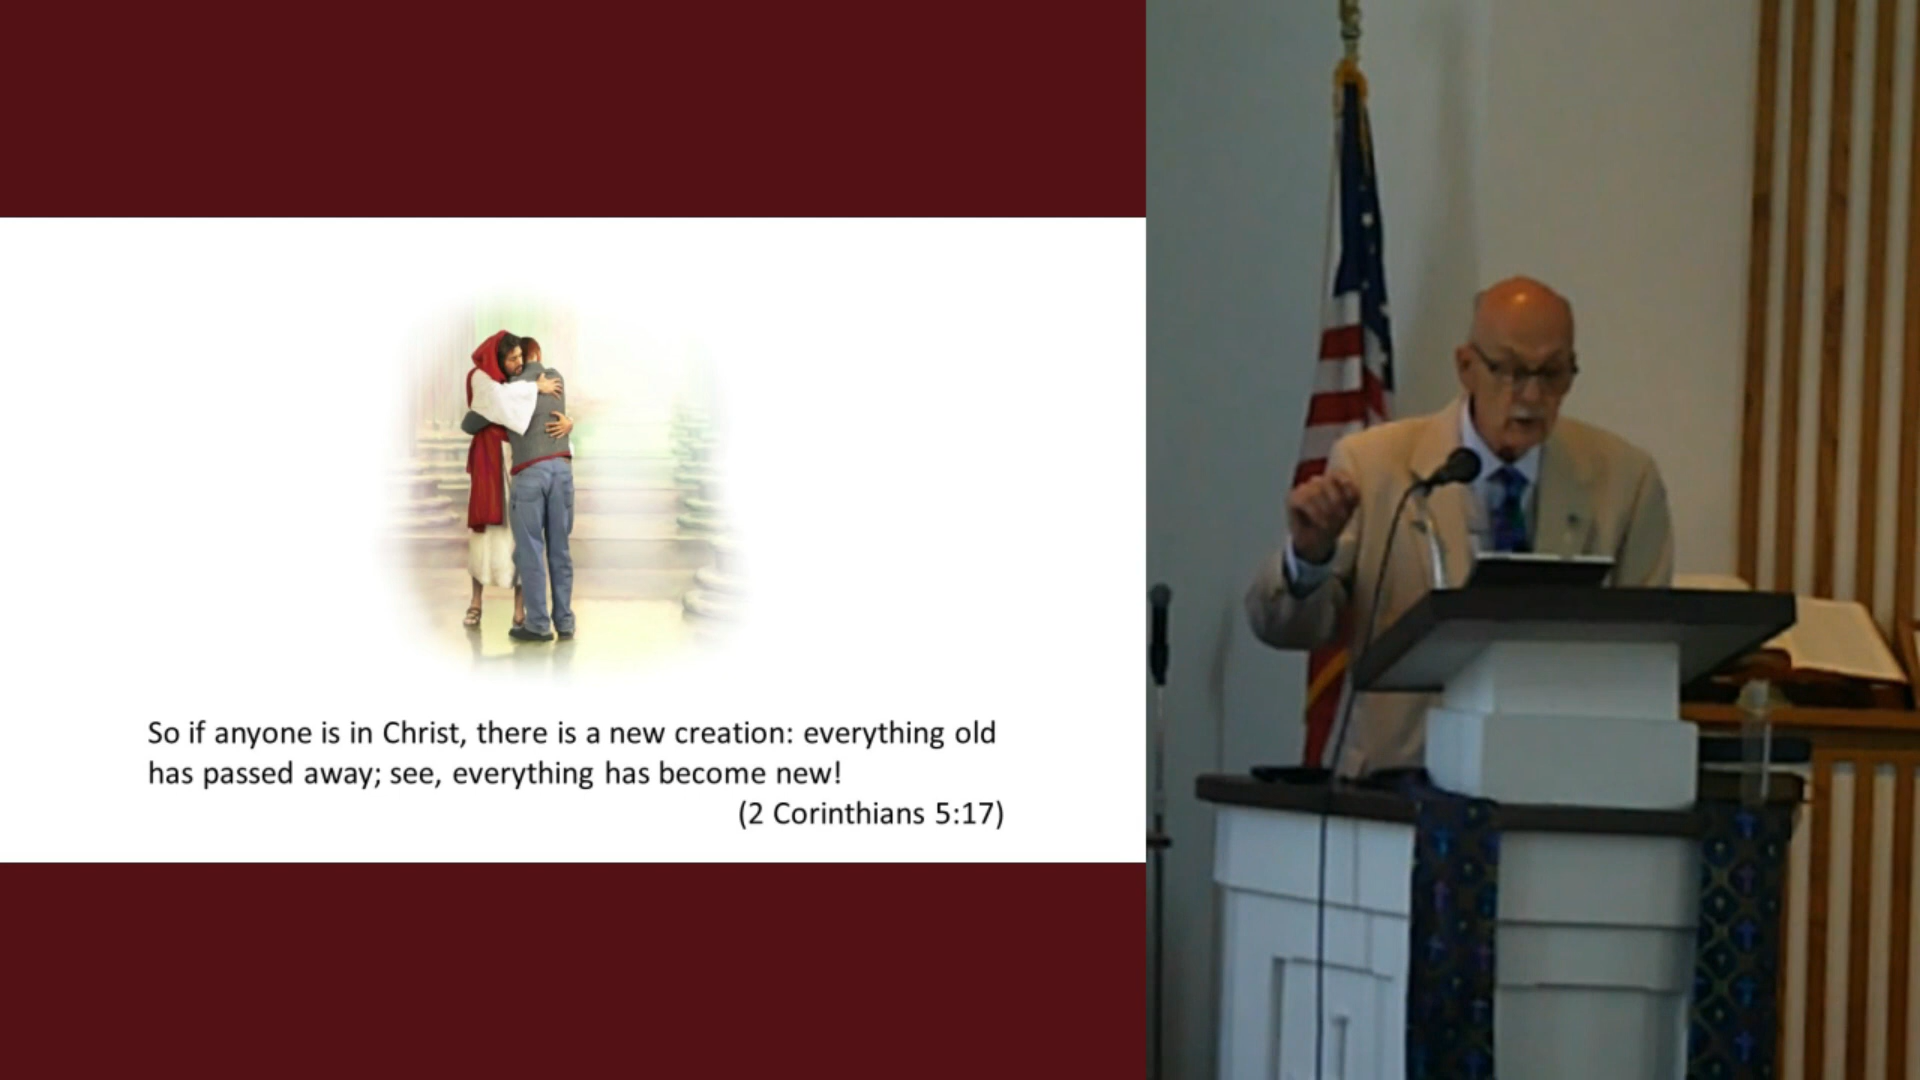 So if anyone is in Christ, there is a new creation: everything old
has passed away; see, everything has become new!
(2 Corinthians 5:17)